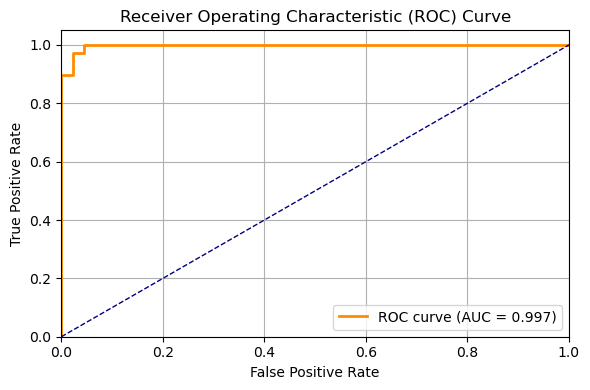 Receiver Operating Characteristic (ROC) Curve
1.0
0.8
0.6
0.4
0.2
0.0
True Positive Rate
ROC curve (AUC = 0.997)
0.0 0.2 0.4 0.6 0.8 1.0
False Positive Rate